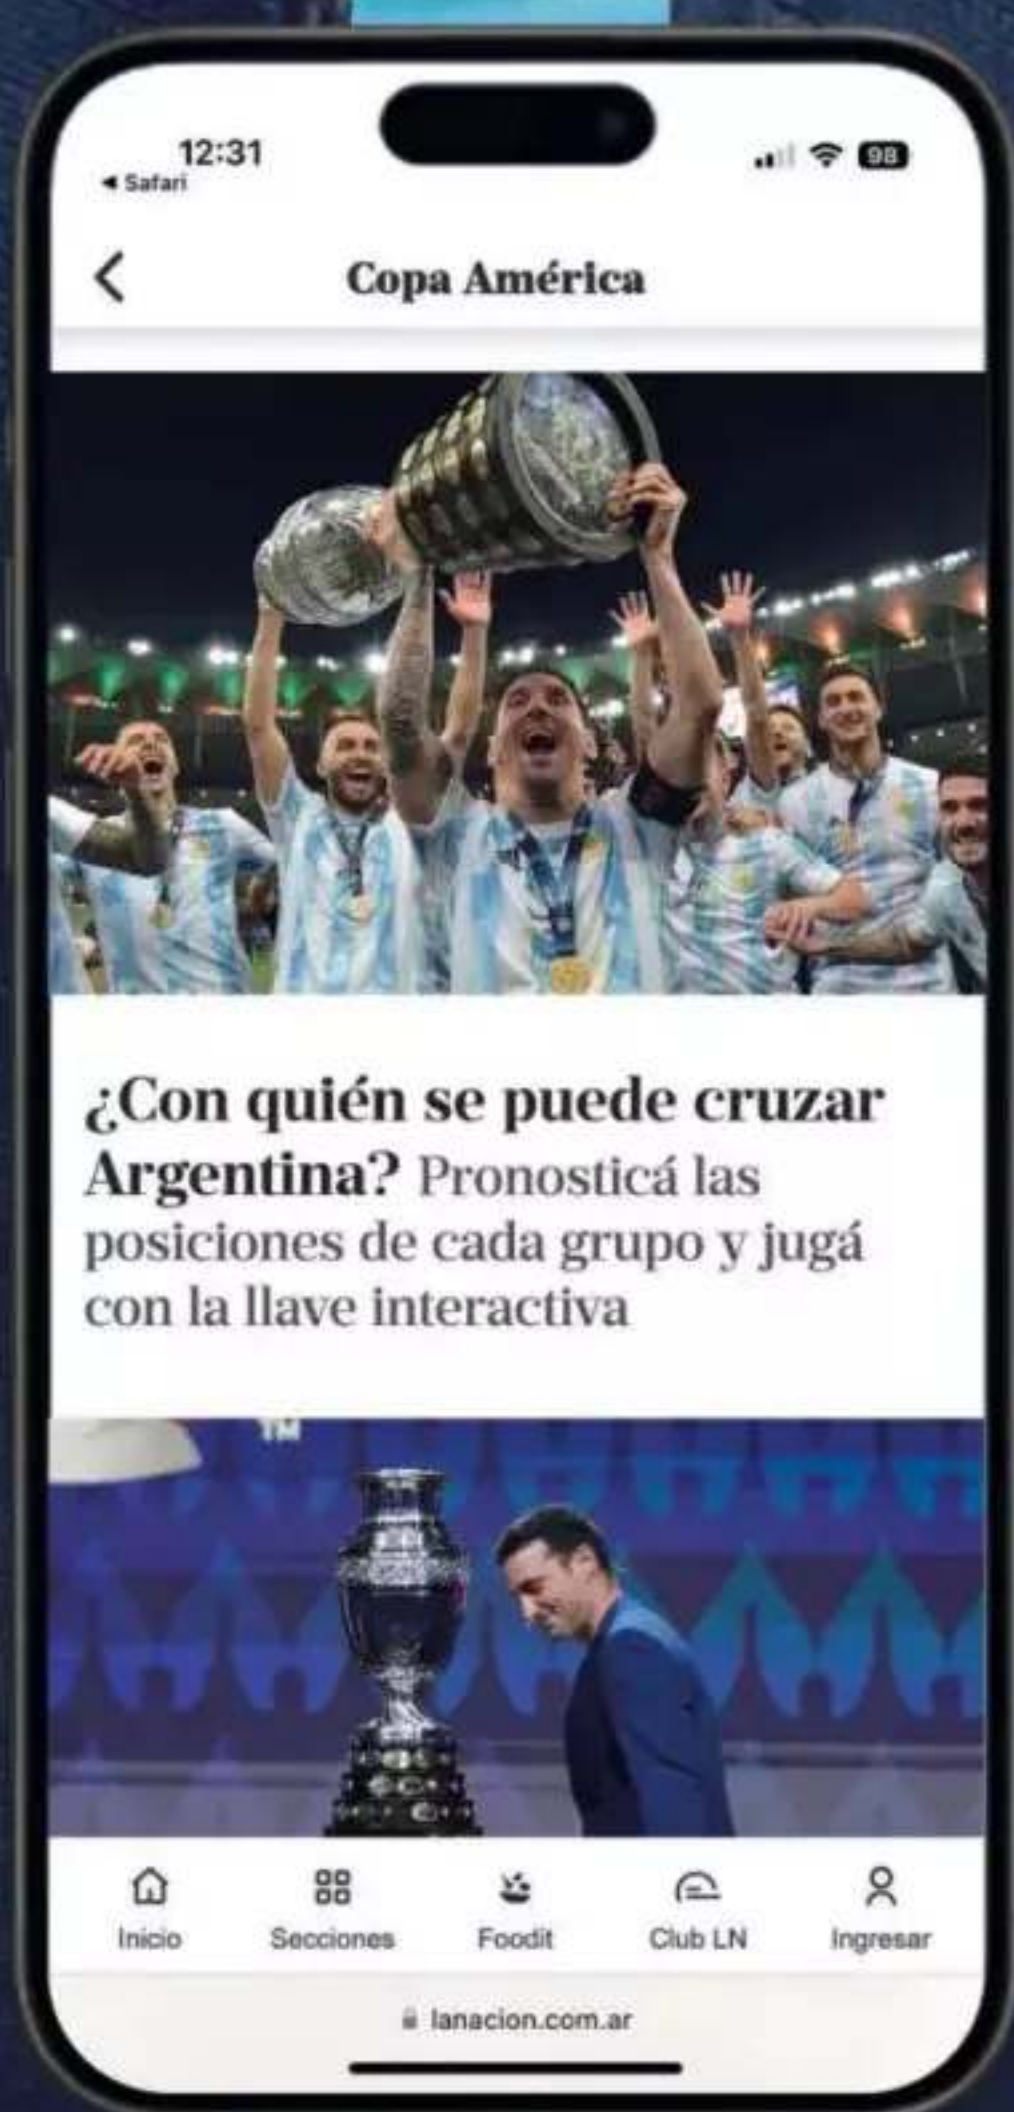 12:31
98
◄ Safari
Copa América
¿Con quién se puede cruzar
Argentina? Pronosticá las
posiciones de cada grupo y jugá
con la llave interactiva
TM
Inicio
Secciones
Foodit
Club LN
Ingresar
lanacion.com.ar